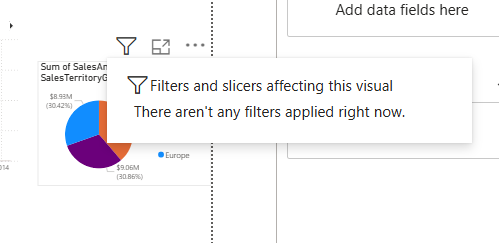 Add data fields here
Sum of SalesAm
SalesTerritoryG
Filters and slicers affecting this visual
There aren't any filters applied right now.
$8.93M
(30.42%)
Europe
$9.06M
(30.86%)
014